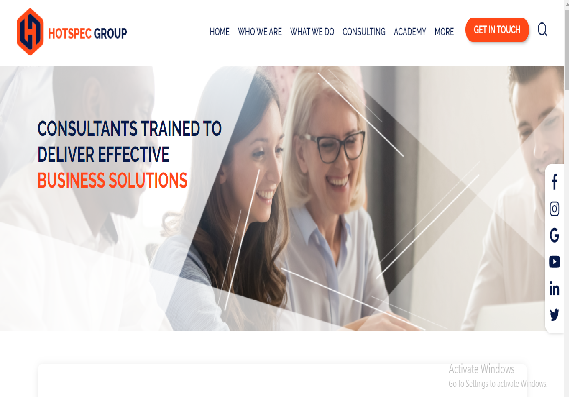 HOTSPEC GROUP
HOME WHO WE ARE WHAT WE DO CONSULTING ACADEMY MORE GET IN TOUCH
CONSULTANTS TRAINED TO
DELIVER EFFECTIVE
BUSINESS SOLUTIONS
Activate Windows
Go to Settings to activate Windows.